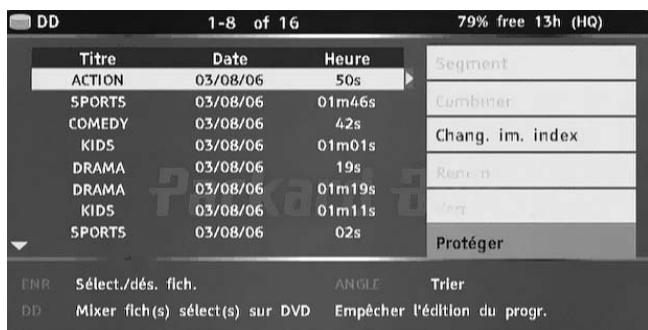 DD 1-8 of 16 79% free 13h (HQ)
Titre Date Heure
ACTION 03/08/06 50s
SPORTS 03/08/06 01m46s
COMEDY 03/08/06 42s
KIDS 03/08/06 01m01s
DRAMA 03/08/06 19s
DRAMA 03/08/06 01m19s
KIDS 03/08/06 01m11s
SPORTS 03/08/06 02s
Segment
Combiner
Chang. im. index
Protéger
ENR Sélect./dés. fich. ANGLE Trier
DD Mixer fich(s) sélect(s) sur DVD Empêcher l'édition du progr.